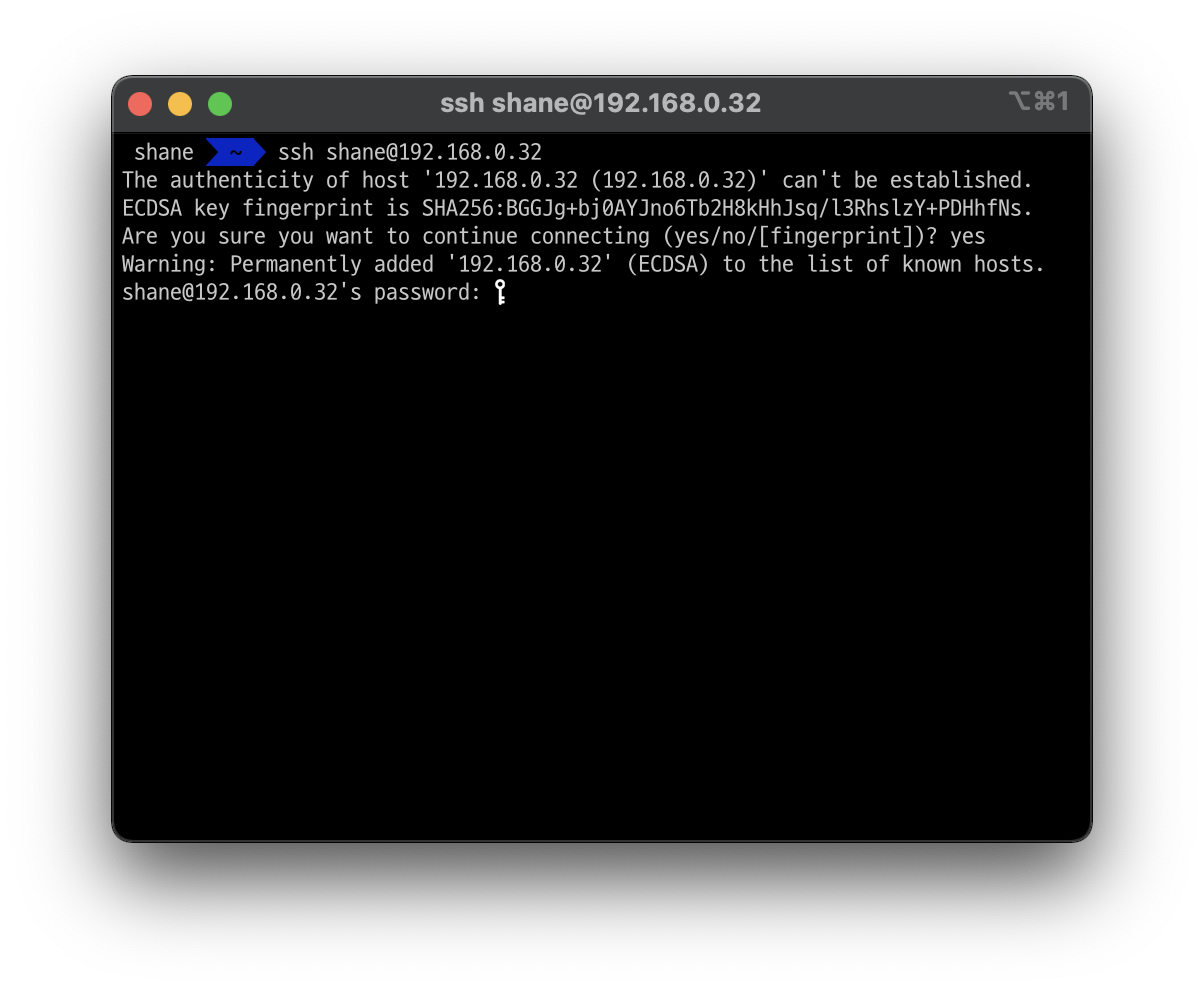 ssh shane@192.168.0.32
⌥⌘1
shane ~ ssh shane@192.168.0.32
The authenticity of host '192.168.0.32 (192.168.0.32)' can't be established.
ECDSA key fingerprint is SHA256:BGGJg+bj0AYJno6Tb2H8kHhJsq/l3RhslzY+PDHhfNs.
Are you sure you want to continue connecting (yes/no/[fingerprint])? yes
Warning: Permanently added '192.168.0.32' (ECDSA) to the list of known hosts.
shane@192.168.0.32's password: